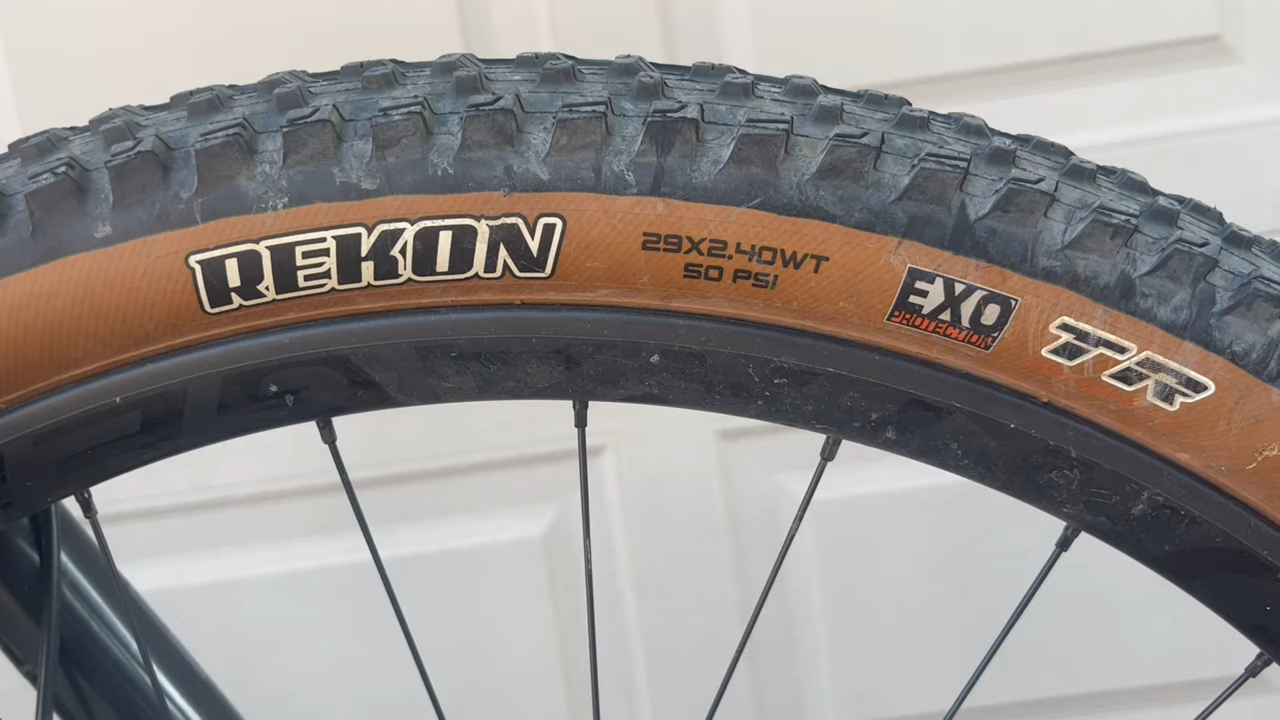 REKON
29X2.40WT
50 PSI
EXO
PROTECTION
TR